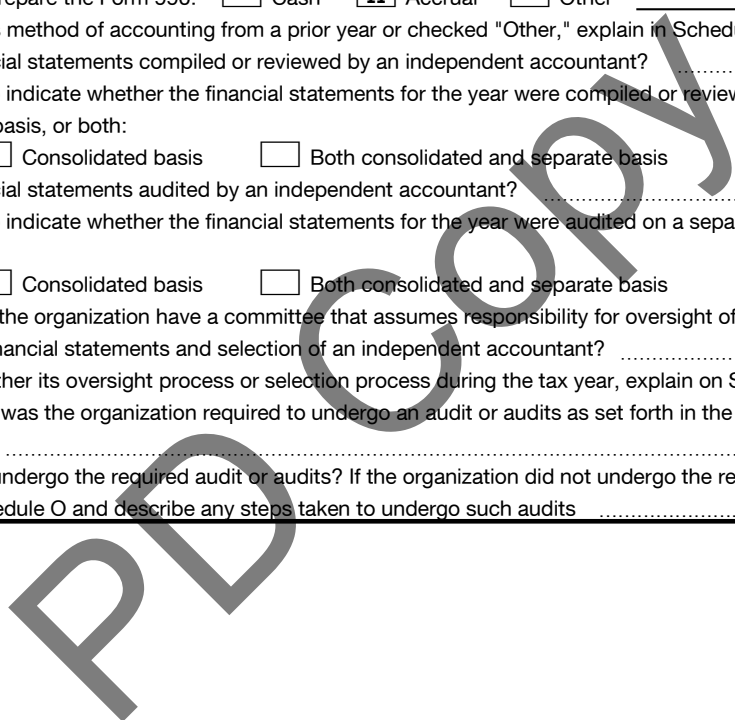 repare the Form 990: Cash X Accrual Other
s method of accounting from a prior year or checked "Other," explain in Sched
cial statements compiled or reviewed by an independent accountant?
indicate whether the financial statements for the year were compiled or review
basis, or both:
Consolidated basis Both consolidated and separate basis
cial statements audited by an independent accountant?
indicate whether the financial statements for the year were audited on a sepa
Consolidated basis Both consolidated and separate basis
the organization have a committee that assumes responsibility for oversight of
nancial statements and selection of an independent accountant?
ther its oversight process or selection process during the tax year, explain on S
was the organization required to undergo an audit or audits as set forth in the
undergo the required audit or audits? If the organization did not undergo the re
edule O and describe any steps taken to undergo such audits
PD Copy